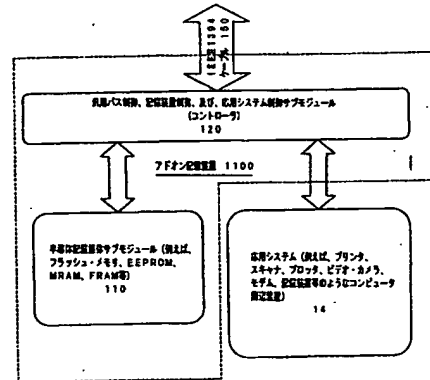 IEEE1394
ケーブル 150
汎用バス制御、記憶装置制御、及び、応用システム制御サブモジュール
(コントローラ)
120
アドオン記憶装置 1100
半導体記憶媒体サブモジュール (例えば、
フラッシュ・メモリ、EEPROM、
MRAM、FRAM等)
110
応用システム (例えば、プリンタ、
スキャナ、プロッタ、ビデオ・カメラ、
モデム、記憶装置等のようなコンピュータ
周辺装置)
14